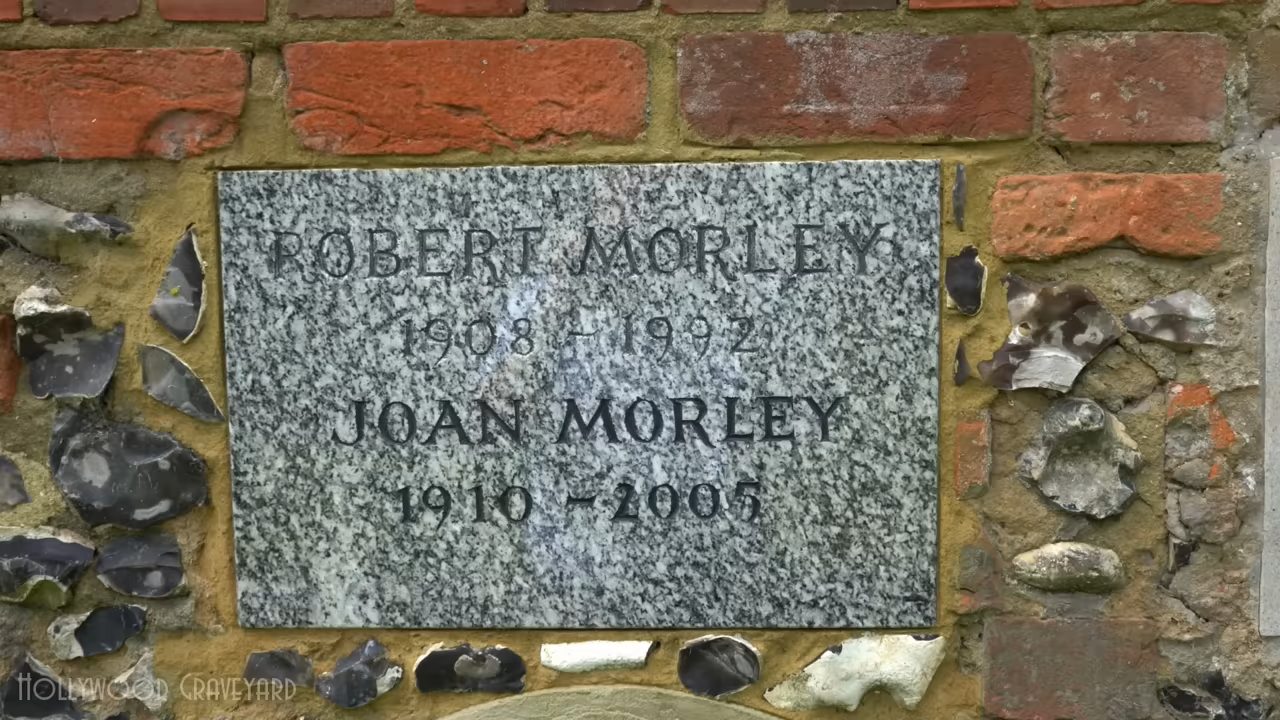 ROBERT MORLEY
1908 - 1992
JOAN MORLEY
1910 - 2005
HOLLYWOOD GRAVEYARD